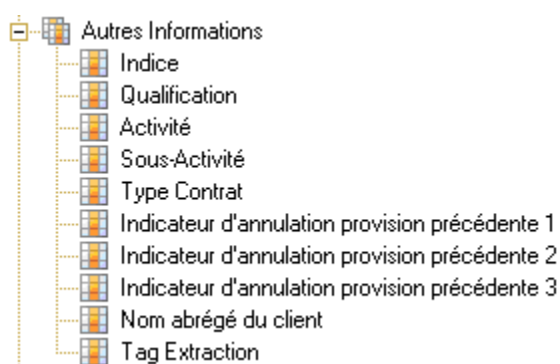 Autres Informations
Indice
Qualification
Activité
Sous-Activité
Type Contrat
Indicateur d'annulation provision précédente 1
Indicateur d'annulation provision précédente 2
Indicateur d'annulation provision précédente 3
Nom abrégé du client
Tag Extraction